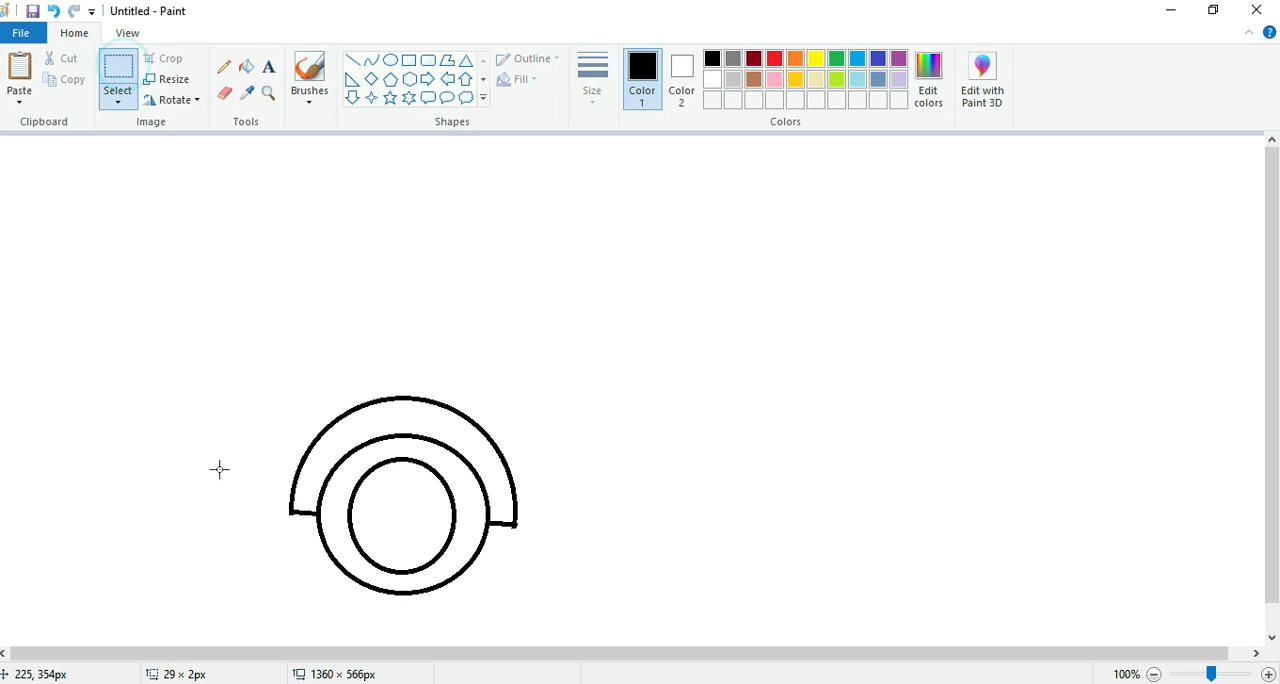 Untitled - Paint
File Home View
Paste
Cut
Copy
Clipboard
Select
Crop
Resize
Rotate
Image
Tools
Brushes
Shapes
Outline
Fill
Size
Color 1
Color 2
Edit colors
Colors
Edit with Paint 3D
225, 354px
29 × 2px
1360 × 566px
100%